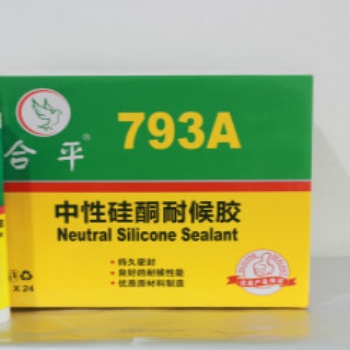 合平®
793A
中性硅酮耐候胶
Neutral Silicone Sealant
· 持久密封
· 良好的耐候性能
· 优质原材料制造
X 24